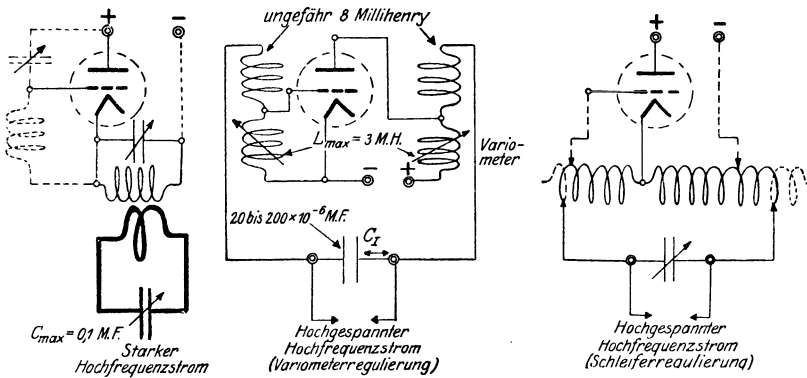 + -
C_max = 0,1 M.F.
Starker
Hochfrequenzstrom
ungefähr 8 Millihenry
L_max = 3 M.H.
- +
Vario-
meter
20 bis 200 × 10⁻⁶ M.F.
C_I
Hochgespannter
Hochfrequenzstrom
(Variometerregulierung)
+ -
Hochgespannter
Hochfrequenzstrom
(Schleiferregulierung)